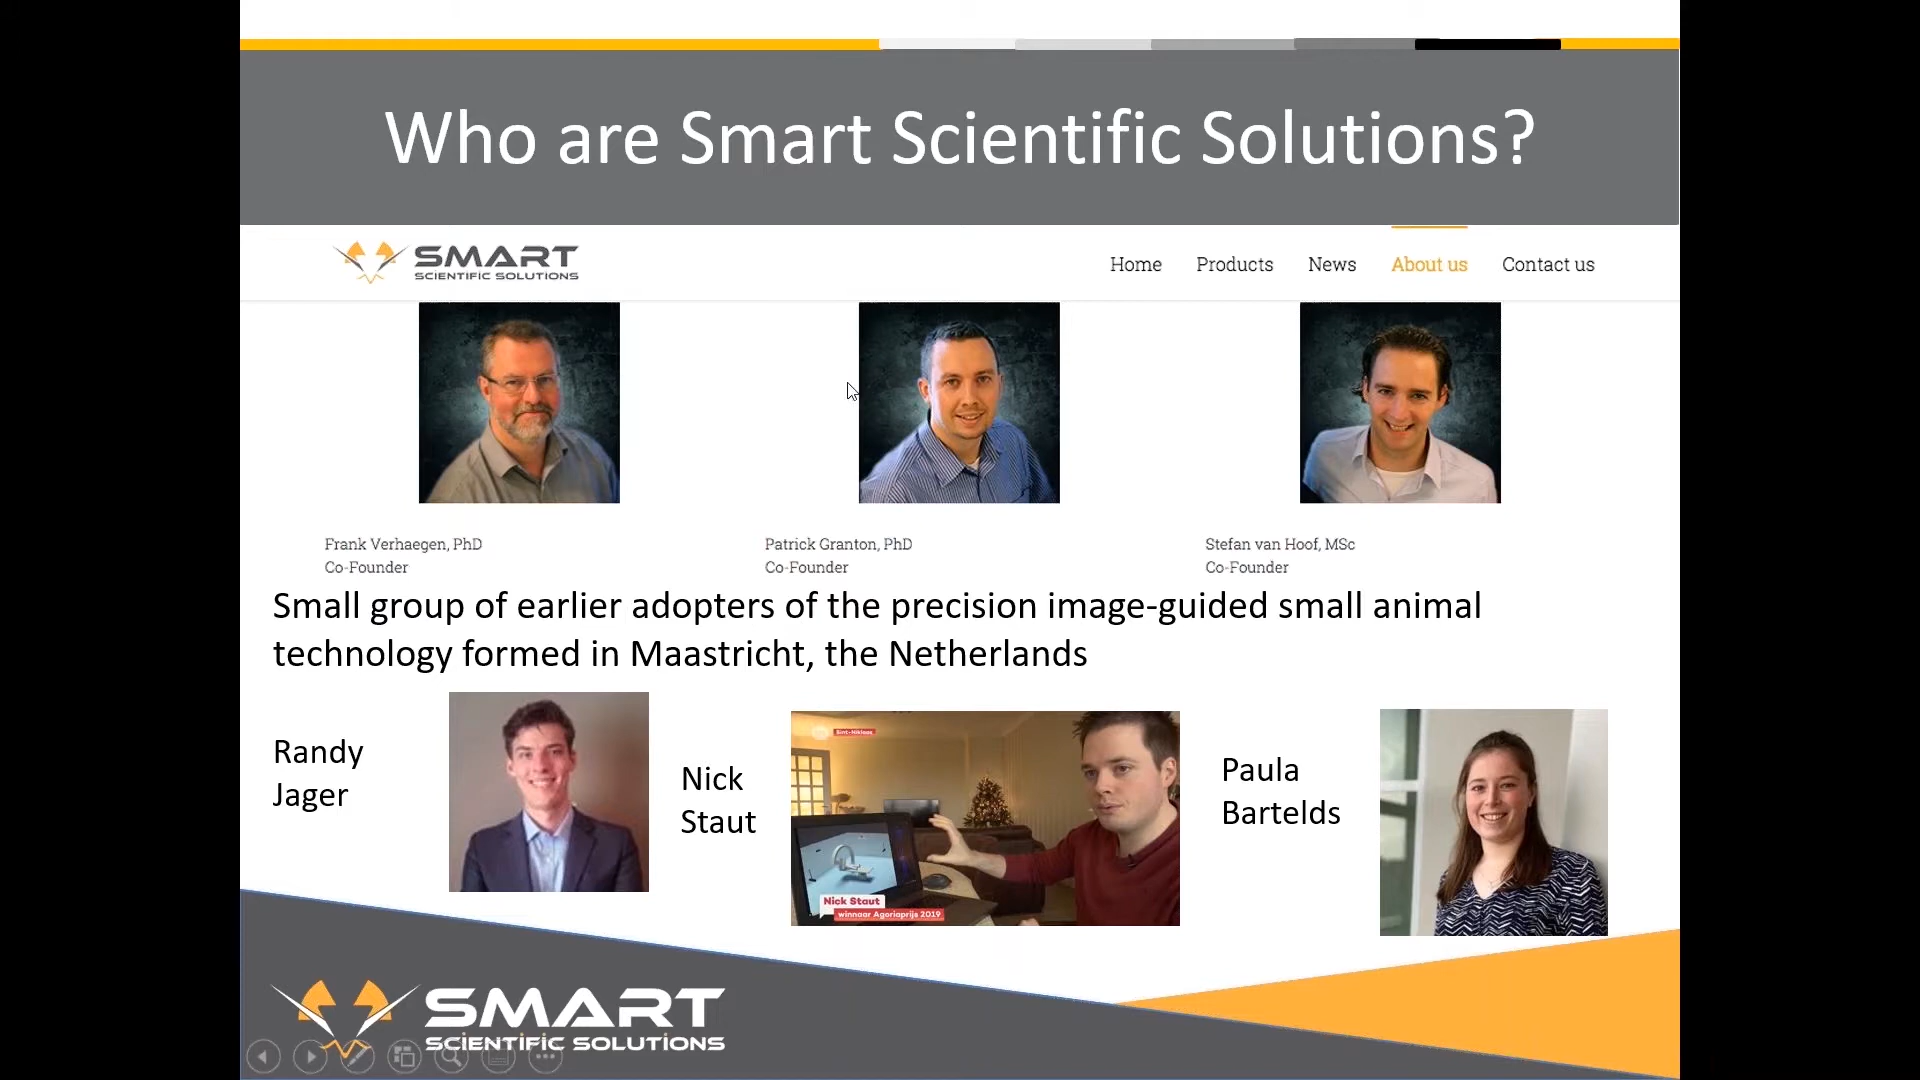 Who are Smart Scientific Solutions?
SMART
SCIENTIFIC SOLUTIONS
Home Products News About us Contact us
Frank Verhaegen, PhD
Co-Founder
Patrick Granton, PhD
Co-Founder
Stefan van Hoof, MSc
Co-Founder
Small group of earlier adopters of the precision image-guided small animal
technology formed in Maastricht, the Netherlands
Randy
Jager
Nick
Staut
Sint-Niklaas
Nick Staut
winnaar Agoriaprijs 2019
Paula
Bartelds
SMART
SCIENTIFIC SOLUTIONS